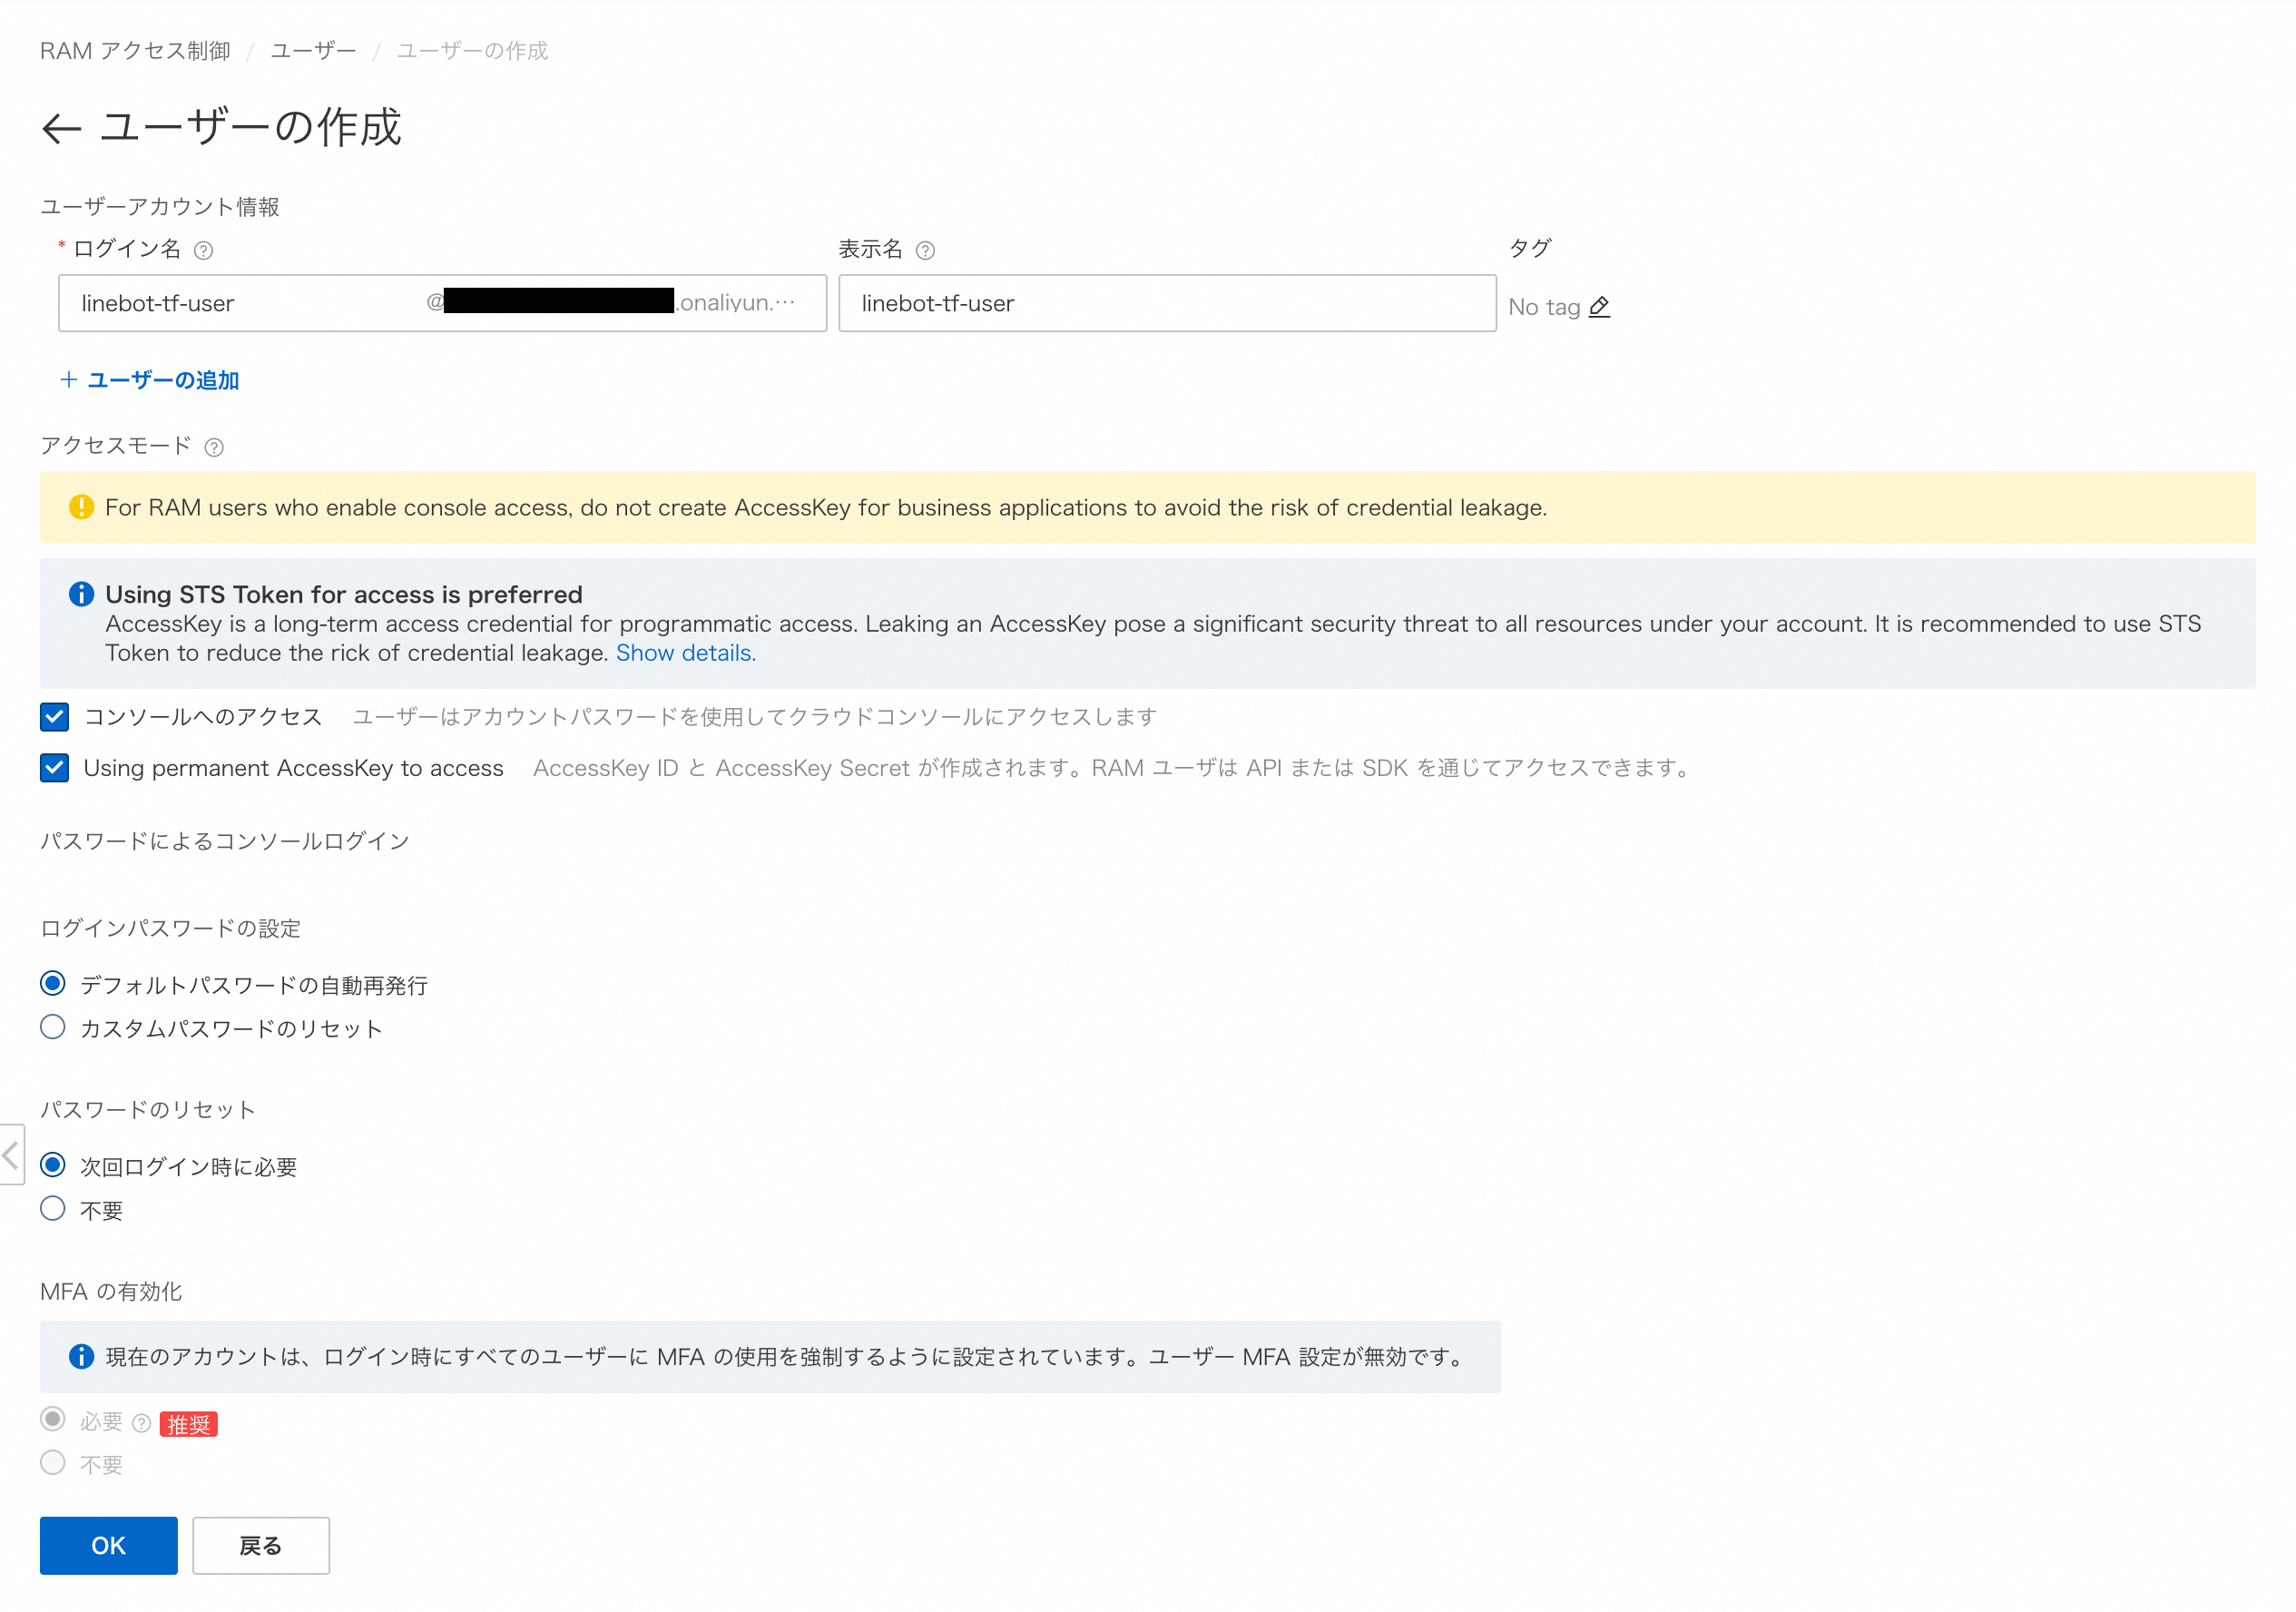 RAM アクセス制御 / ユーザー / ユーザーの作成
← ユーザーの作成
ユーザーアカウント情報
* ログイン名 ?
表示名 ?
タグ
linebot-tf-user @ .onaliyun.···
linebot-tf-user
No tag
+ ユーザーの追加
アクセスモード ?
For RAM users who enable console access, do not create AccessKey for business applications to avoid the risk of credential leakage.
Using STS Token for access is preferred
AccessKey is a long-term access credential for programmatic access. Leaking an AccessKey pose a significant security threat to all resources under your account. It is recommended to use STS
Token to reduce the rick of credential leakage. Show details.
コンソールへのアクセス ユーザーはアカウントパスワードを使用してクラウドコンソールにアクセスします
Using permanent AccessKey to access AccessKey ID と AccessKey Secret が作成されます。RAM ユーザは API または SDK を通じてアクセスできます。
パスワードによるコンソールログイン
ログインパスワードの設定
デフォルトパスワードの自動再発行
カスタムパスワードのリセット
パスワードのリセット
次回ログイン時に必要
不要
MFA の有効化
現在のアカウントは、ログイン時にすべてのユーザーに MFA の使用を強制するように設定されています。ユーザー MFA 設定が無効です。
必要 ? 推奨
不要
OK
戻る